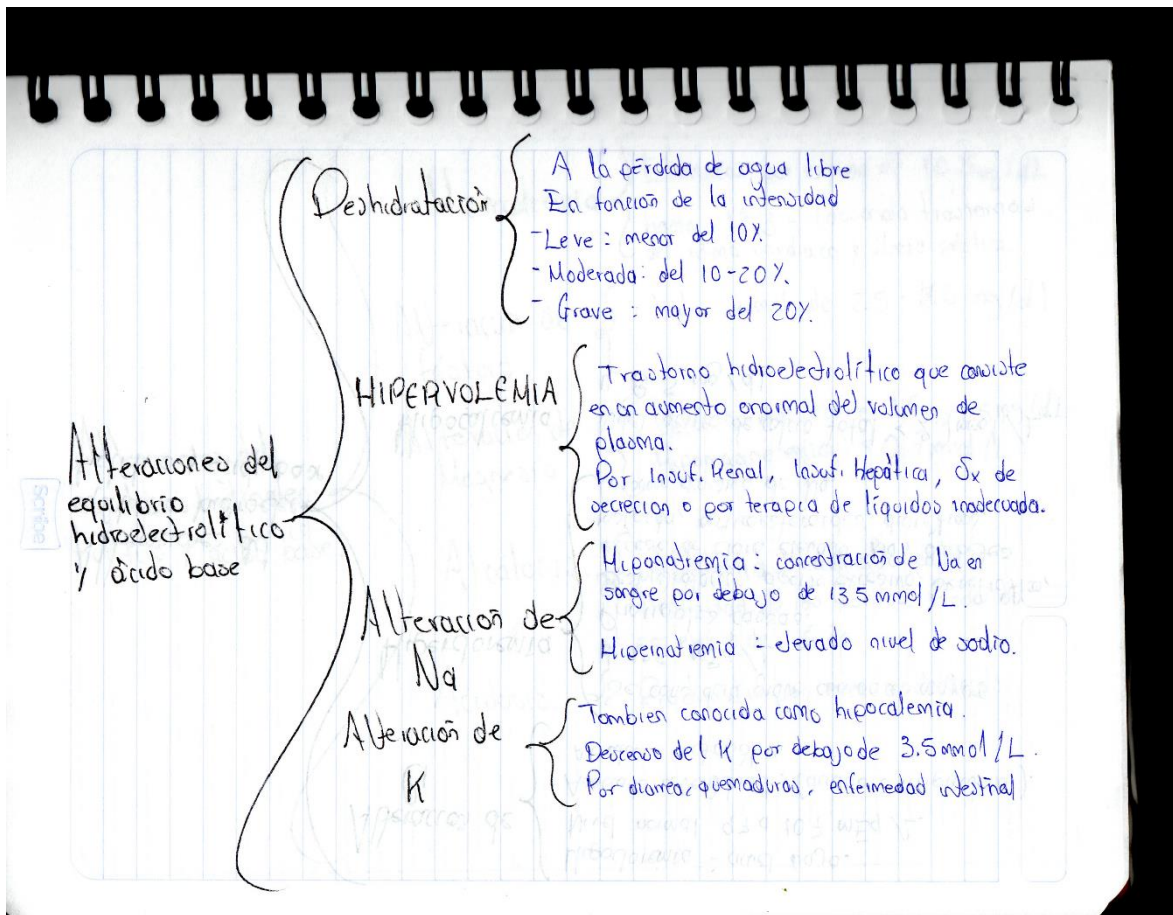 Alteraciones del
equilibrio
hidroelectrolítico
y ácido base
Deshidratación
A la pérdida de agua libre
En función de la intensidad
- Leve : menor del 10%.
- Moderada: del 10-20%.
- Grave : mayor del 20%.
HIPERVOLEMIA
Trastorno hidroelectrolítico que consiste
en un aumento anormal del volumen de
plasma.
Por Insuf. Renal, Insuf. Hepática, Sx de
secrecion o por terapia de líquidos inadecuada.
Alteración de
Na
Hiponatremia : concentración de Na en
sangre por debajo de 135 mmol/L.
Hipernatremia - elevado nivel de sodio.
Alteración de
K
Tambien conocida como hipocalemia.
Descenso del K por debajo de 3.5 mmol/L.
Por diarrea, quemaduras, enfermedad intestinal
Scribe